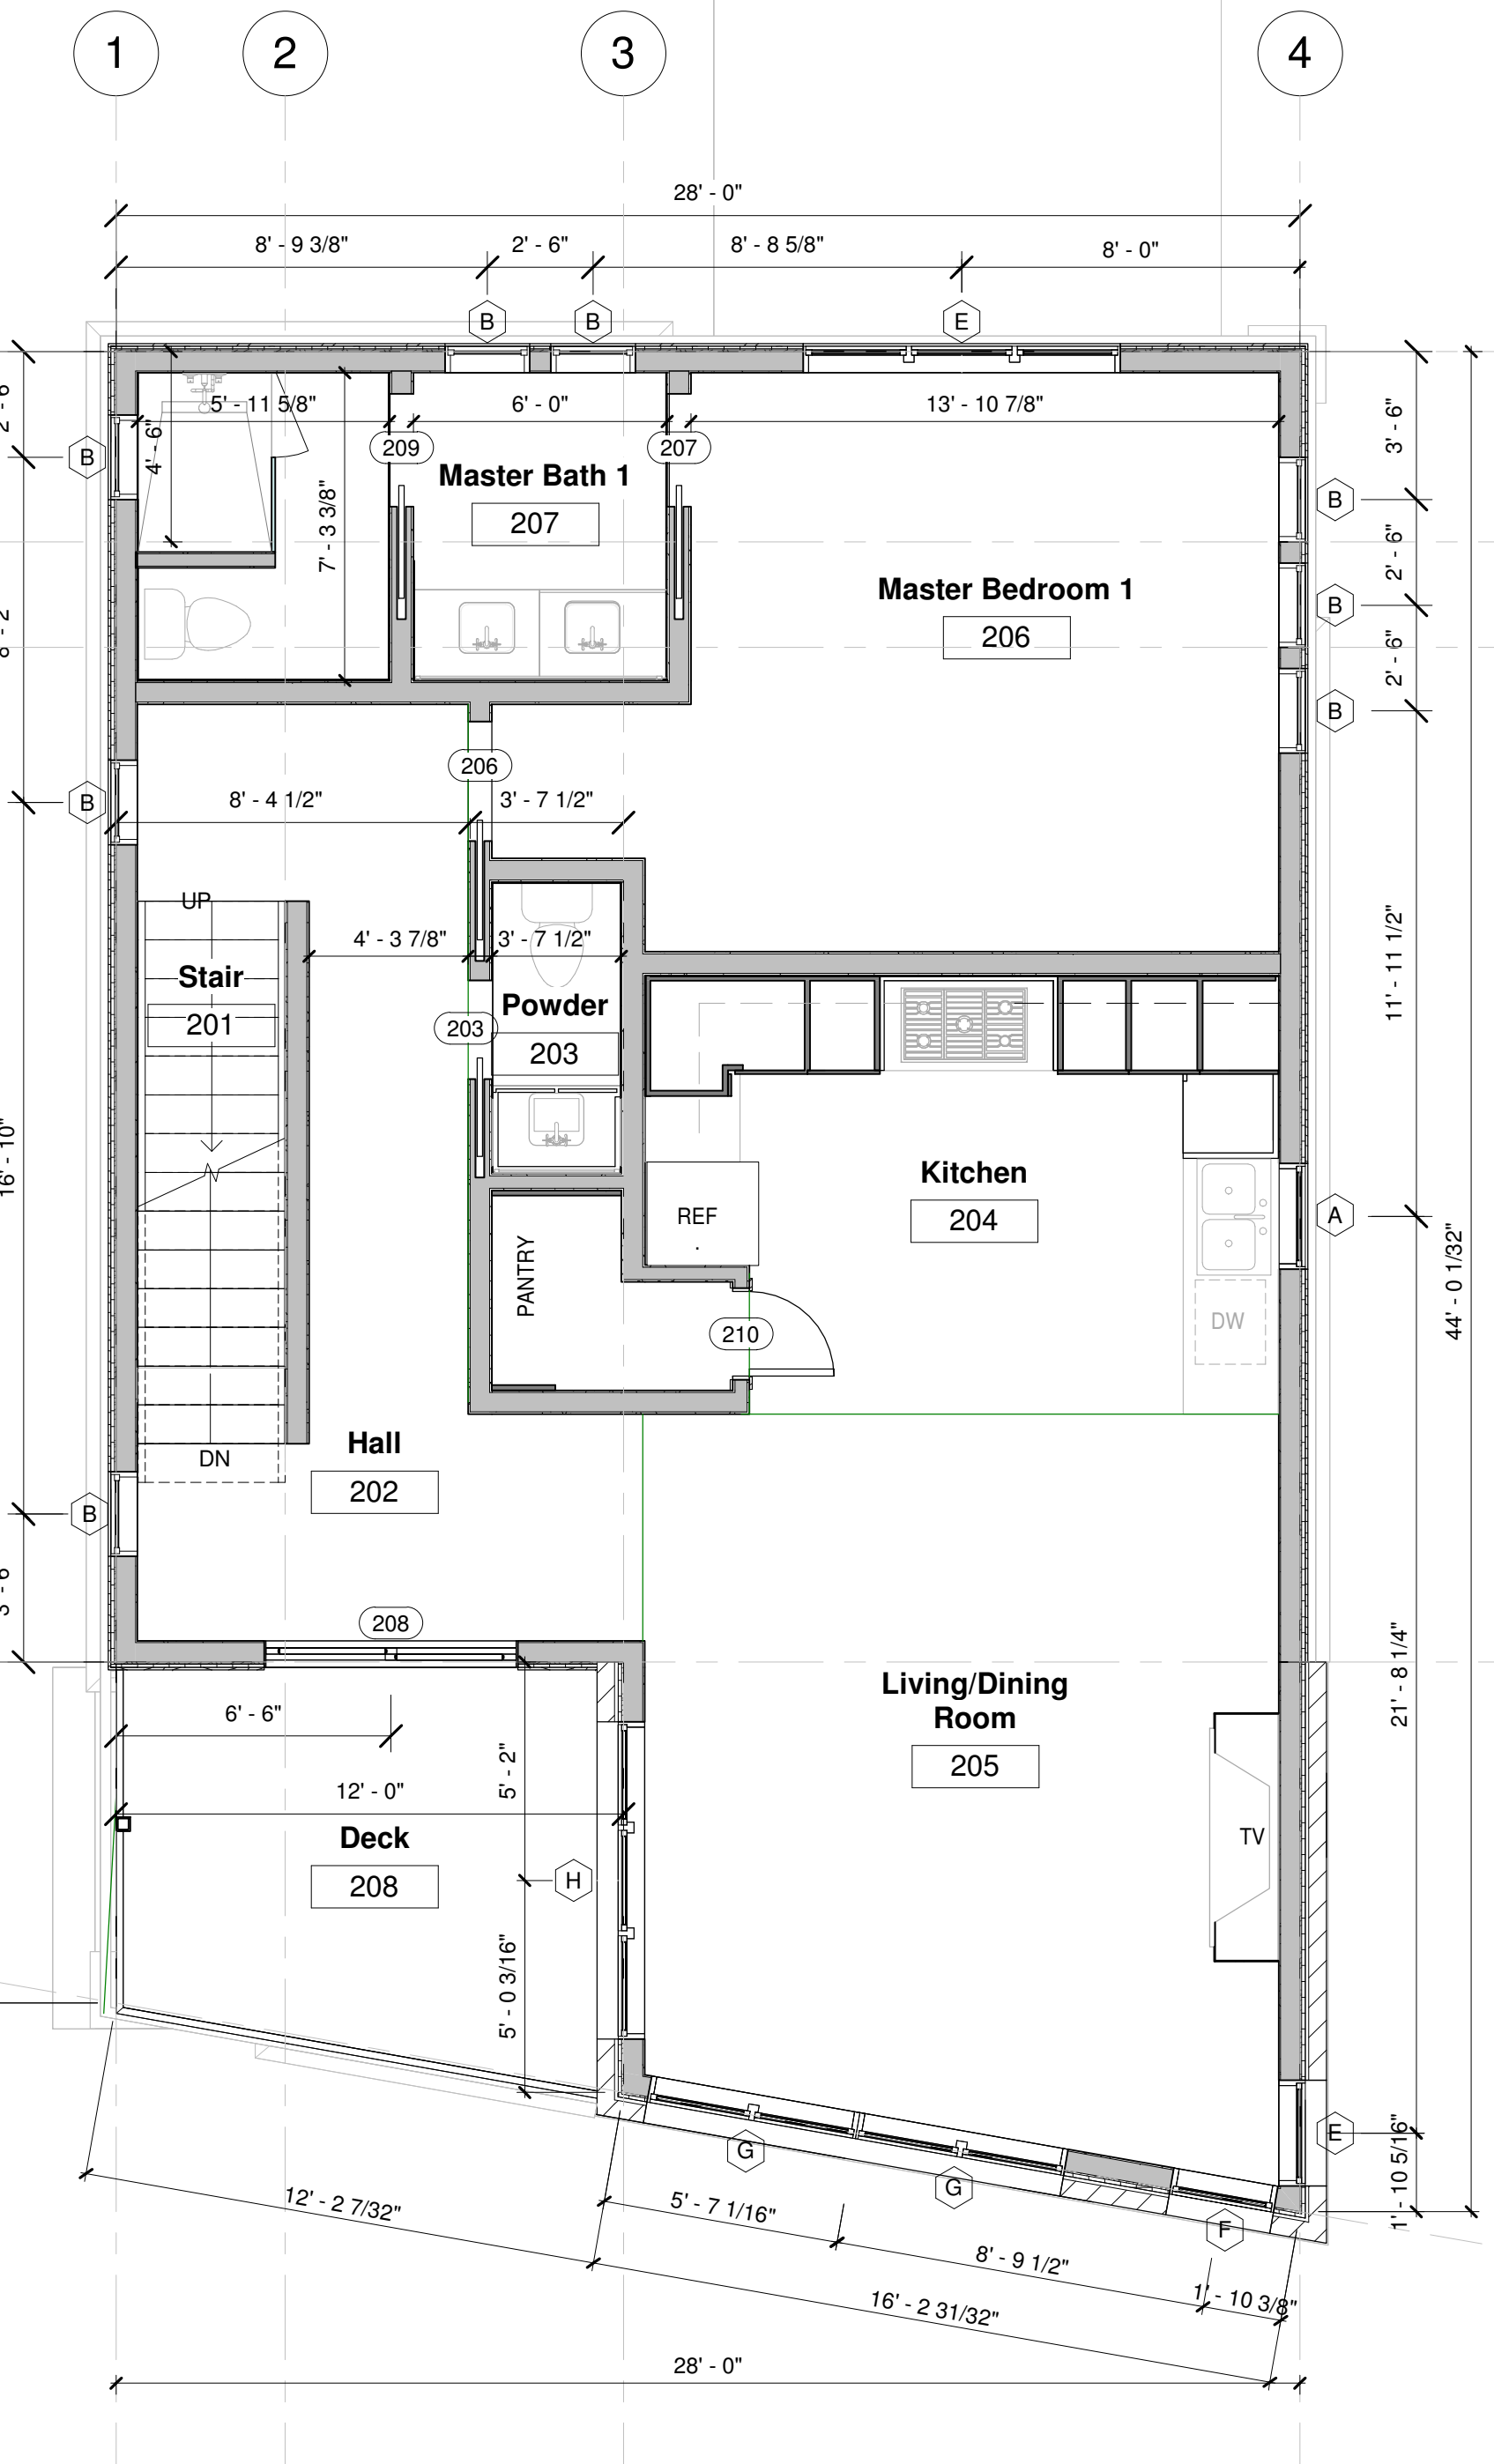 1 2 3 4
28' - 0"
8' - 9 3/8" 2' - 6" 8' - 8 5/8" 8' - 0"
B B E
5' - 11 5/8" 6' - 0" 13' - 10 7/8"
4' - 6"
7' - 3 3/8"
209 207
B
Master Bath 1
207
3' - 6"
B
2' - 6"
B
2' - 6"
B
Master Bedroom 1
206
206
B
8' - 4 1/2" 3' - 7 1/2"
UP
4' - 3 7/8" 3' - 7 1/2"
11' - 11 1/2"
Stair
201
Powder
203
203
16' - 10"
Kitchen
204
REF
A
PANTRY
44' - 0 1/32"
210
DW
Hall
202
DN
B
208
Living/Dining
Room
205
21' - 8 1/4"
6' - 6"
5' - 2"
12' - 0"
Deck
208
H
TV
5' - 0 3/16"
E
G
G
F
1' - 10 5/16"
12' - 2 7/32"
5' - 7 1/16"
8' - 9 1/2"
1' - 10 3/8"
16' - 2 31/32"
28' - 0"